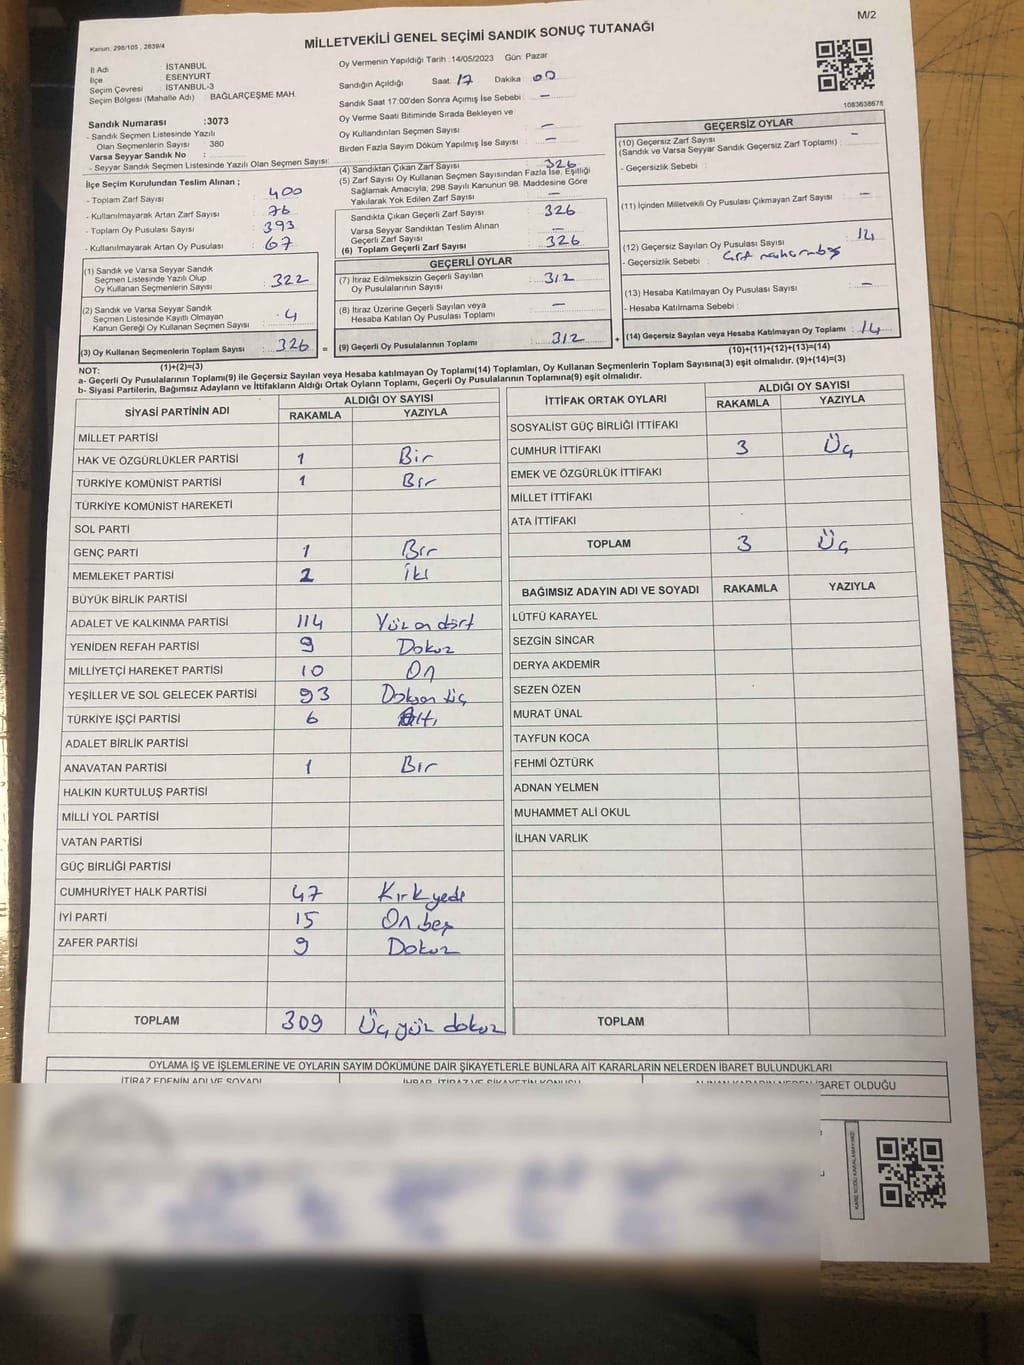 M/2
Kanun: 298/105 , 2839/4
MİLLETVEKİLİ GENEL SEÇİMİ SANDIK SONUÇ TUTANAĞI
İl Adı : İSTANBUL
İlçe : ESENYURT
Seçim Çevresi : İSTANBUL-3
Seçim Bölgesi (Mahalle Adı) : BAĞLARÇEŞME MAH.
Sandık Numarası :3073
- Sandık Seçmen Listesinde Yazılı
Olan Seçmenlerin Sayısı : 380
Varsa Seyyar Sandık No :
- Seyyar Sandık Seçmen Listesinde Yazılı Olan Seçmen Sayısı:
Oy Vermenin Yapıldığı Tarih :14/05/2023 Gün: Pazar
Sandığın Açıldığı Saat: 17 Dakika : 00
Sandık Saat 17.00'den Sonra Açımış İse Sebebi : -
Oy Verme Saati Bitiminde Sırada Bekleyen ve
Oy Kullandırılan Seçmen Sayısı : -
Birden Fazla Sayım Döküm Yapılmış İse Sayısı : -
1083638678
İlçe Seçim Kurulundan Teslim Alınan ;
- Toplam Zarf Sayısı : 400
- Kullanılmayarak Artan Zarf Sayısı : 76
- Toplam Oy Pusulası Sayısı : 393
- Kullanılmayarak Artan Oy Pusulası : 67
(1) Sandık ve Varsa Seyyar Sandık
Seçmen Listesinde Yazılı Olup
Oy Kullanan Seçmenlerin Sayısı : 322
(2) Sandık ve Varsa Seyyar Sandık
Seçmen Listesinde Kayıtlı Olmayan
Kanun Gereği Oy Kullanan Seçmen Sayısı : 4
(3) Oy Kullanan Seçmenlerin Toplam Sayısı : 326
(1)+(2)=(3)
(4) Sandıktan Çıkan Zarf Sayısı : 326
(5) Zarf Sayısı Oy Kullanan Seçmen Sayısından Fazla İse, Eşitliği
Sağlamak Amacıyla; 298 Sayılı Kanunun 98. Maddesine Göre
Yakılarak Yok Edilen Zarf Sayısı : -
Sandıkta Çıkan Geçerli Zarf Sayısı : 326
Varsa Seyyar Sandıktan Teslim Alınan
Geçerli Zarf Sayısı : -
(6) Toplam Geçerli Zarf Sayısı : 326
GEÇERLİ OYLAR
(7) İtiraz Edilmeksizin Geçerli Sayılan
Oy Pusulalarının Sayısı : 312
(8) İtiraz Üzerine Geçerli Sayılan veya
Hesaba Katılan Oy Pusulası Toplamı : -
= (9) Geçerli Oy Pusulalarının Toplamı : 312 +
GEÇERSİZ OYLAR
(10) Geçersiz Zarf Sayısı : -
(Sandık ve Varsa Seyyar Sandık Geçersiz Zarf Toplamı)
- Geçersizlik Sebebi :
(11) İçinden Milletvekili Oy Pusulası Çıkmayan Zarf Sayısı : -
(12) Geçersiz Sayılan Oy Pusulası Sayısı : 14
- Geçersizlik Sebebi :
(13) Hesaba Katılmayan Oy Pusulası Sayısı : -
- Hesaba Katılmama Sebebi :
(14) Geçersiz Sayılan veya Hesaba Katılmayan Oy Toplamı : 14
(10)+(11)+(12)+(13)=(14)
NOT:
a- Geçerli Oy Pusulalarının Toplamı(9) ile Geçersiz Sayılan veya Hesaba katılmayan Oy Toplamı(14) Toplamları, Oy Kullanan Seçmenlerin Toplam Sayısına(3) eşit olmalıdır. (9)+(14)=(3)
b- Siyasi Partilerin, Bağımsız Adayların ve İttifakların Aldığı Ortak Oyların Toplamı, Geçerli Oy Pusulalarının Toplamına(9) eşit olmalıdır.
SİYASİ PARTİNİN ADI ALDIĞI OY SAYISI
RAKAMLA YAZIYLA
MİLLET PARTİSİ
HAK VE ÖZGÜRLÜKLER PARTİSİ 1 Bir
TÜRKİYE KOMÜNİST PARTİSİ 1 Bir
TÜRKİYE KOMÜNİST HAREKETİ
SOL PARTİ
GENÇ PARTİ 1 Bir
MEMLEKET PARTİSİ 2 İki
BÜYÜK BİRLİK PARTİSİ
ADALET VE KALKINMA PARTİSİ 114 Yüz on dört
YENİDEN REFAH PARTİSİ 9 Dokuz
MİLLİYETÇİ HAREKET PARTİSİ 10 On
YEŞİLLER VE SOL GELECEK PARTİSİ 93 Doksan üç
TÜRKİYE İŞÇİ PARTİSİ 6 Altı
ADALET BİRLİK PARTİSİ
ANAVATAN PARTİSİ 1 Bir
HALKIN KURTULUŞ PARTİSİ
MİLLİ YOL PARTİSİ
VATAN PARTİSİ
GÜÇ BİRLİĞİ PARTİSİ
CUMHURİYET HALK PARTİSİ 47 Kırk yedi
İYİ PARTİ 15 On beş
ZAFER PARTİSİ 9 Dokuz
TOPLAM 309 Üç yüz dokuz
İTTİFAK ORTAK OYLARI ALDIĞI OY SAYISI
RAKAMLA YAZIYLA
SOSYALİST GÜÇ BİRLİĞİ İTTİFAKI
CUMHUR İTTİFAKI 3 Üç
EMEK VE ÖZGÜRLÜK İTTİFAKI
MİLLET İTTİFAKI
ATA İTTİFAKI
TOPLAM 3 Üç
BAĞIMSIZ ADAYIN ADI VE SOYADI RAKAMLA YAZIYLA
LÜTFÜ KARAYEL
SEZGİN SİNCAR
DERYA AKDEMİR
SEZEN ÖZEN
MURAT ÜNAL
TAYFUN KOCA
FEHMİ ÖZTÜRK
ADNAN YELMEN
MUHAMMET ALİ OKUL
İLHAN VARLIK
TOPLAM
OYLAMA İŞ VE İŞLEMLERİNE VE OYLARIN SAYIM DÖKÜMÜNE DAİR ŞİKAYETLERLE BUNLARA AİT KARARLARIN NELERDEN İBARET BULUNDUKLARI
İTİRAZ EDENİN ADI VE SOYADI İHBAR, İTİRAZ VE ŞİKAYETİN KONUSU ALINAN KARARIN NEDEN İBARET OLDUĞU